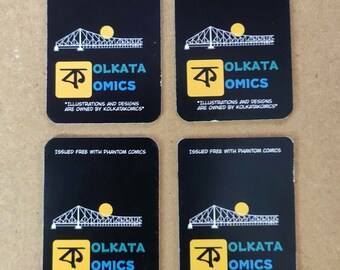 ক OLKATA
OMICS
"ILLUSTRATIONS AND DESIGNS
ARE OWNED BY KOLKATAKOMICS"
ক OLKATA
OMICS
"ILLUSTRATIONS AND DESIGNS
ARE OWNED BY KOLKATAKOMICS"
ISSUED FREE WITH PHANTOM COMICS
ক OLKATA
OMICS
ISSUED FREE WITH PHANTOM COMICS
ক OLKATA
OMICS